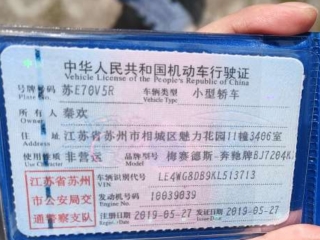 中华人民共和国机动车行驶证
Vehicle License of the People's Republic of China
号牌号码 苏E70V5R 车辆类型 小型轿车
Plate No. Vehicle Type
所有人 秦欢
Owner
住址 江苏省苏州市相城区魅力花园11幢3406室
Address
使用性质 非营运 品牌型号 梅赛德斯-奔驰牌BJ7204
江苏省苏州市公安局交通警察支队
车辆识别代号 LE4WG8DB9KL513713
VIN
发动机号码 10039039
Engine No.
注册日期 2019-05-27 发证日期 2019-05-27